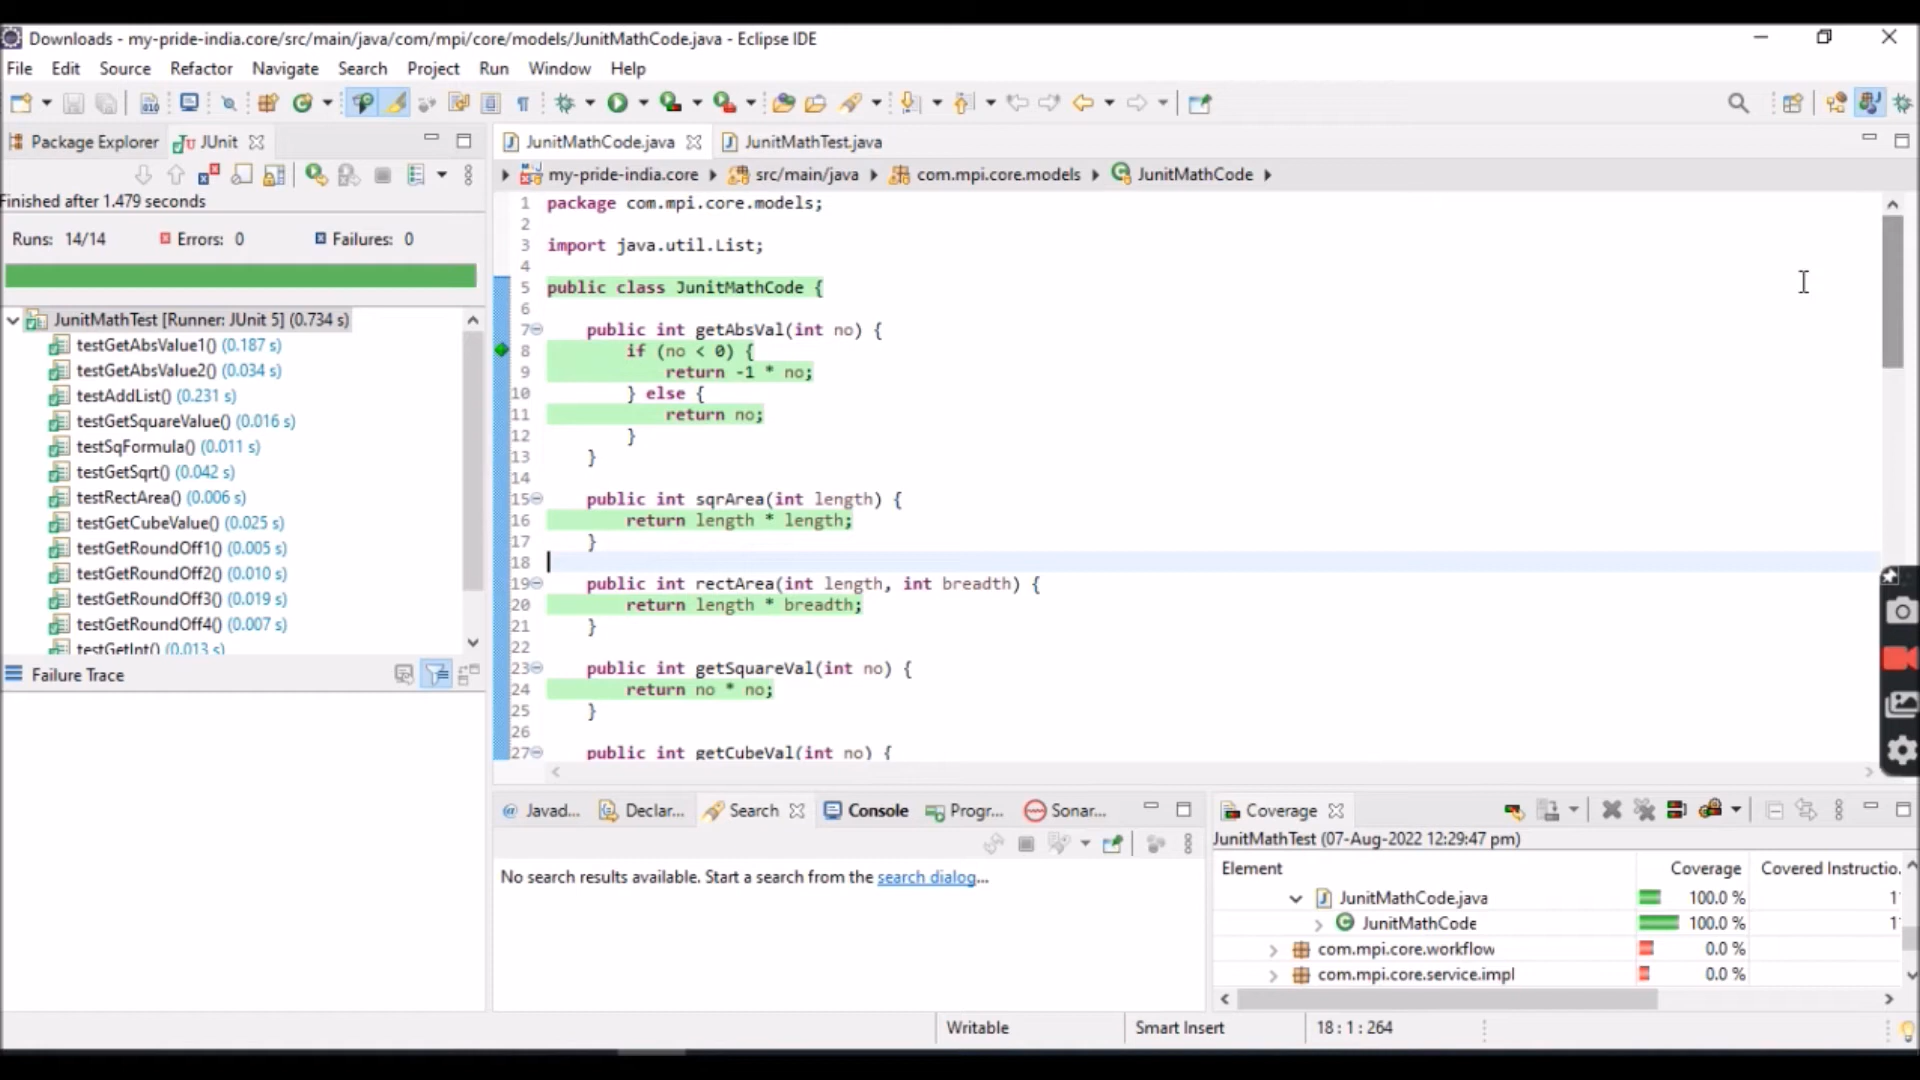 Downloads - my-pride-india.core/src/main/java/com/mpi/core/models/JunitMathCode.java - Eclipse IDE
File Edit Source Refactor Navigate Search Project Run Window Help
Package Explorer JUnit
Finished after 1.479 seconds
Runs: 14/14 Errors: 0 Failures: 0
JunitMathTest [Runner: JUnit 5] (0.734 s)
testGetAbsValue1() (0.187 s)
testGetAbsValue2() (0.034 s)
testAddList() (0.231 s)
testGetSquareValue() (0.016 s)
testSqFormula() (0.011 s)
testGetSqrt() (0.042 s)
testRectArea() (0.006 s)
testGetCubeValue() (0.025 s)
testGetRoundOff1() (0.005 s)
testGetRoundOff2() (0.010 s)
testGetRoundOff3() (0.019 s)
testGetRoundOff4() (0.007 s)
testGetInt() (0.013 s)
Failure Trace
JunitMathCode.java JunitMathTest.java
my-pride-india.core src/main/java com.mpi.core.models JunitMathCode
1 package com.mpi.core.models;
2
3 import java.util.List;
4
5 public class JunitMathCode {
6
7 public int getAbsVal(int no) {
8 if (no < 0) {
9 return -1 * no;
10 } else {
11 return no;
12 }
13 }
14
15 public int sqrArea(int length) {
16 return length * length;
17 }
18
19 public int rectArea(int length, int breadth) {
20 return length * breadth;
21 }
22
23 public int getSquareVal(int no) {
24 return no * no;
25 }
26
27 public int getCubeVal(int no) {
Javad... Declar... Search Console Progr... Sonar...
No search results available. Start a search from the search dialog...
Coverage
JunitMathTest (07-Aug-2022 12:29:47 pm)
Element Coverage Covered Instructio.
JunitMathCode.java 100.0 % 1
JunitMathCode 100.0 % 1
com.mpi.core.workflow 0.0 %
com.mpi.core.service.impl 0.0 %
Writable Smart Insert 18 : 1 : 264